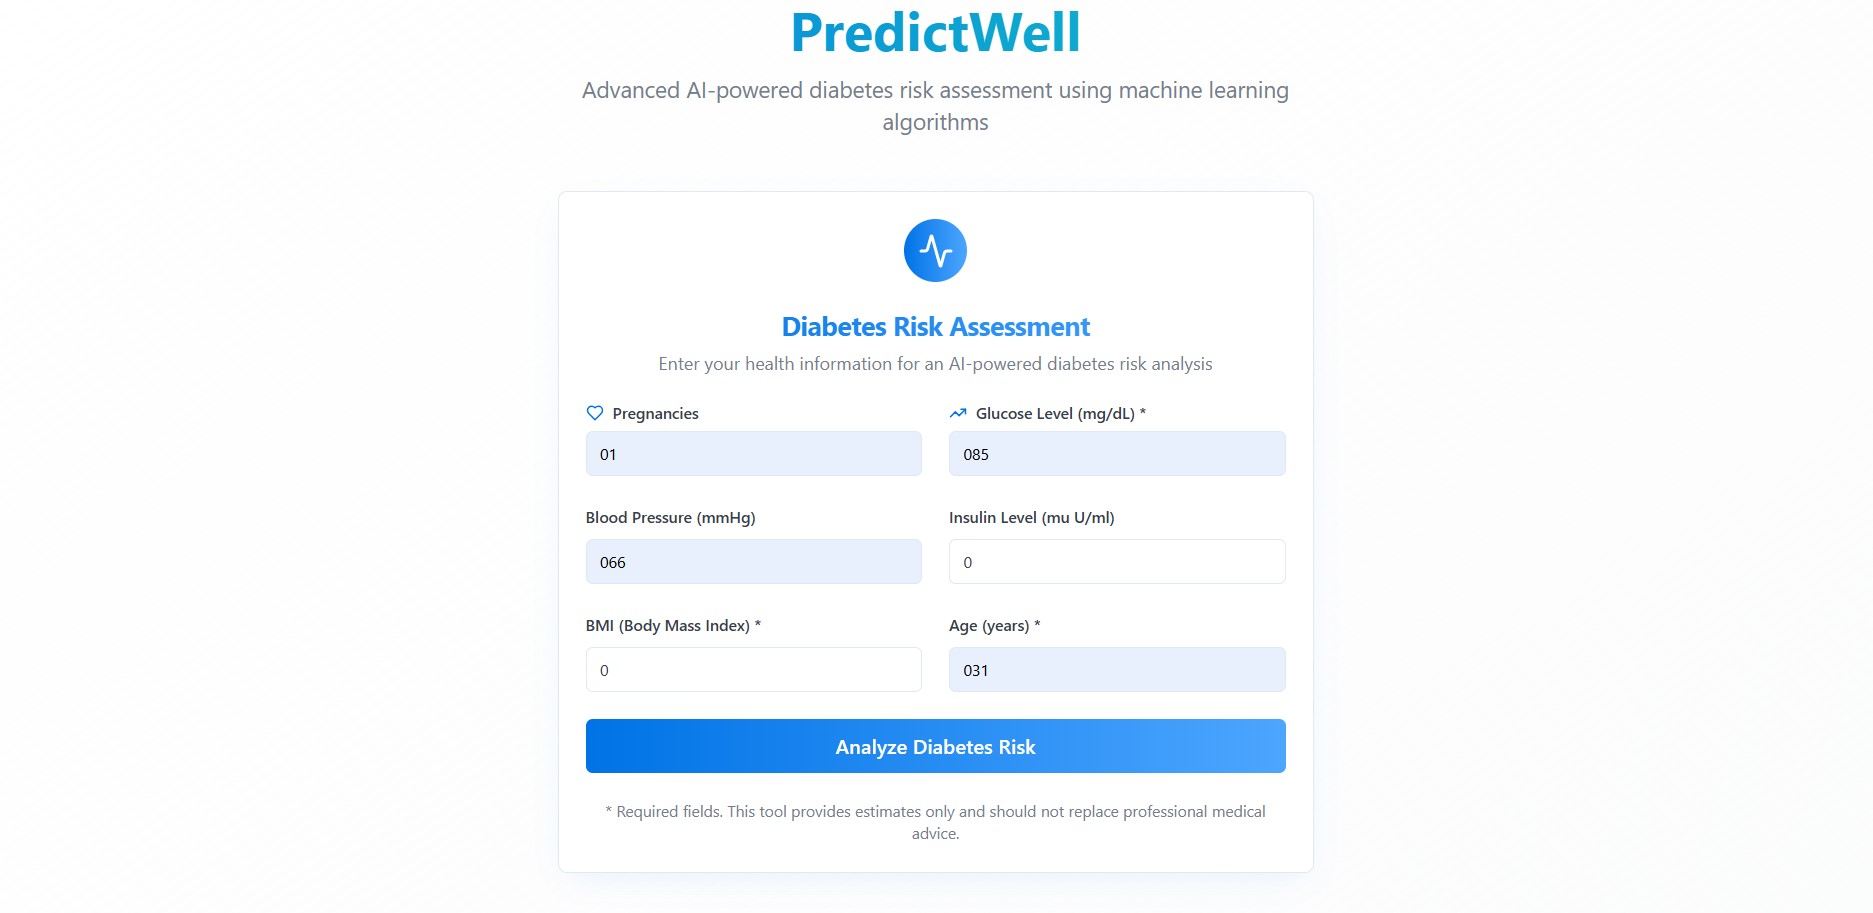 PredictWell
Advanced AI-powered diabetes risk assessment using machine learning
algorithms
Diabetes Risk Assessment
Enter your health information for an AI-powered diabetes risk analysis
Pregnancies
01
Glucose Level (mg/dL) *
085
Blood Pressure (mmHg)
066
Insulin Level (mu U/ml)
0
BMI (Body Mass Index) *
0
Age (years) *
031
Analyze Diabetes Risk
* Required fields. This tool provides estimates only and should not replace professional medical
advice.